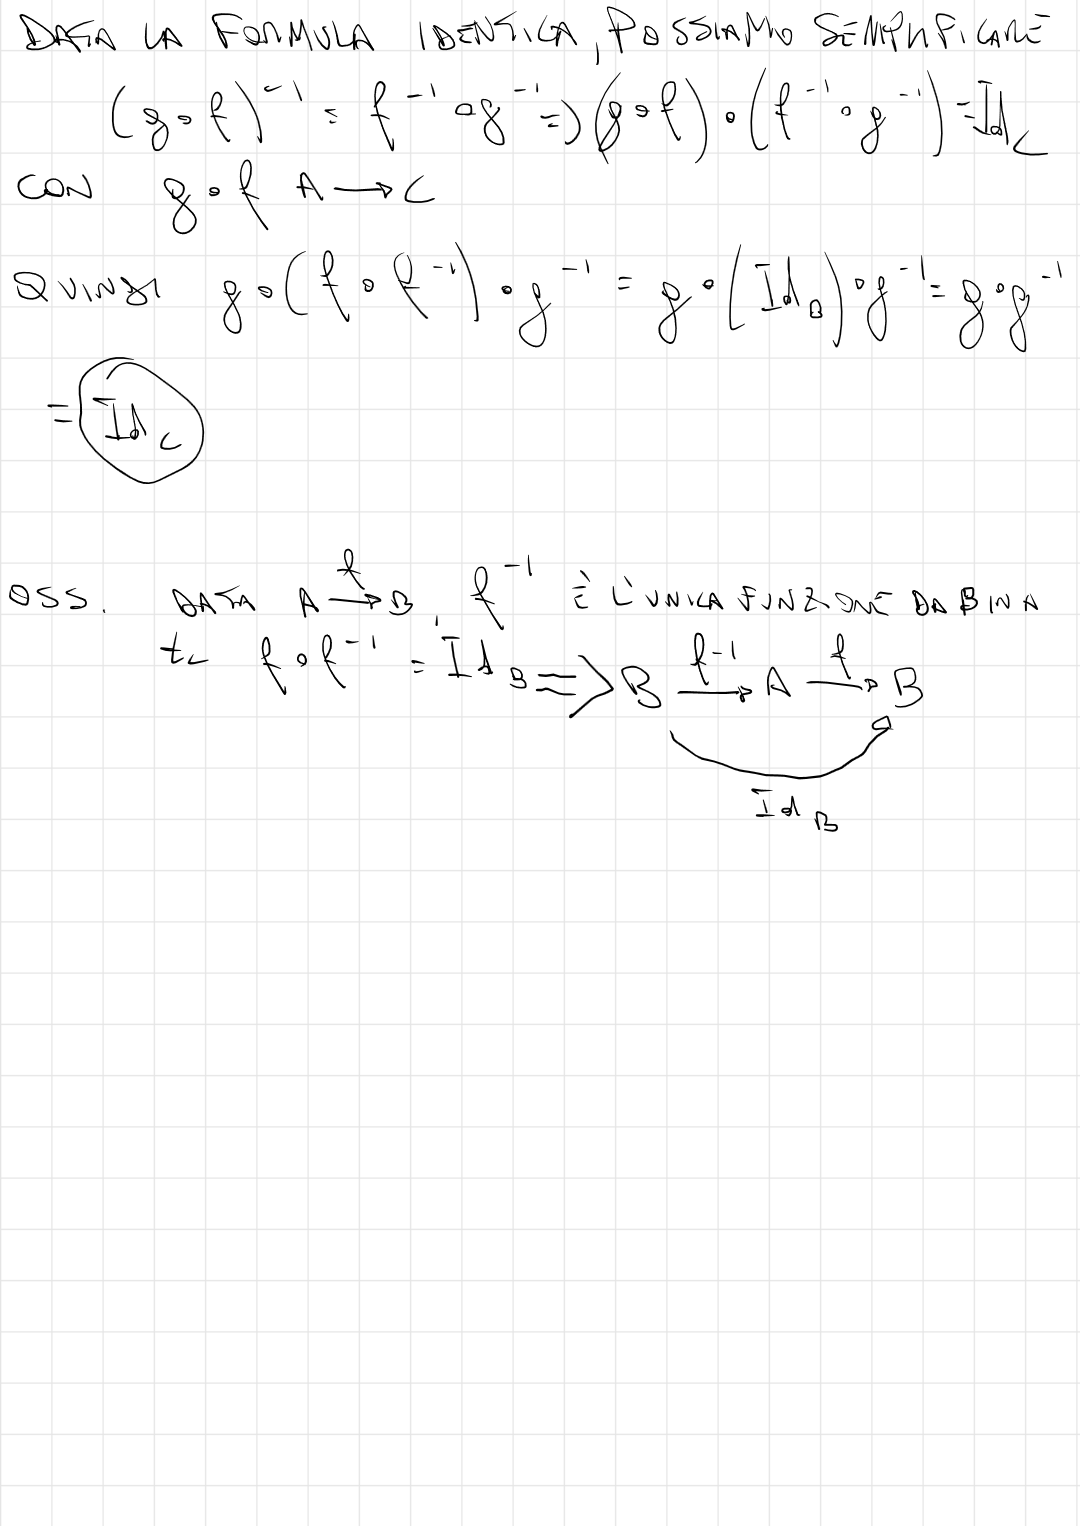 DATA LA FORMULA IDENTICA, POSSIAMO SEMPLIFICARE
(g∘f)⁻¹ = f⁻¹∘g⁻¹ => (g∘f)∘(f⁻¹∘g⁻¹) = Id_C
CON g∘f A → C
QUINDI g∘(f∘f⁻¹)∘g⁻¹ = g∘(Id_B)∘g⁻¹ = g∘g⁻¹
= Id_C
OSS. DATA A →^f B, f⁻¹ È L'UNICA FUNZIONE DA B IN A
tc f∘f⁻¹ = Id_B => B →^{f⁻¹} A →^f B
Id_B